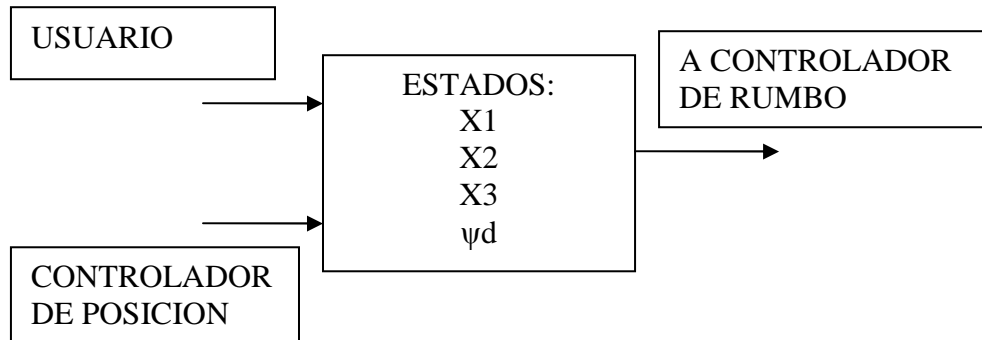 USUARIO
ESTADOS:
X1
X2
X3
ψd
A CONTROLADOR
DE RUMBO
CONTROLADOR
DE POSICION